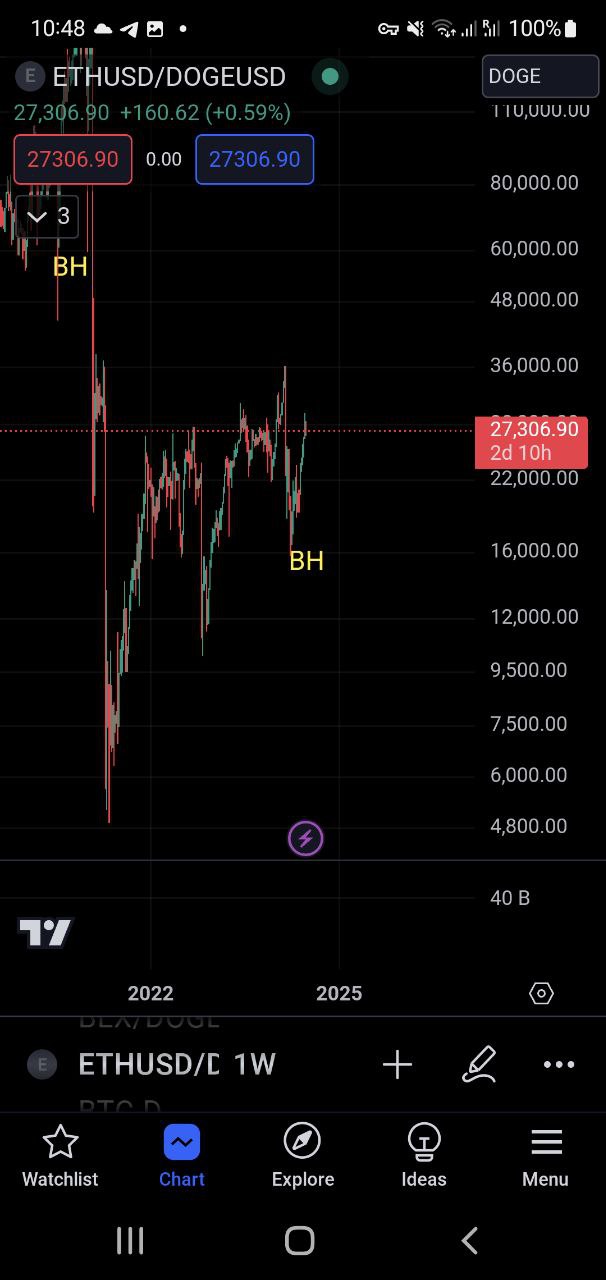 10:48
100%
E ETHUSD/DOGEUSD
DOGE
27,306.90 +160.62 (+0.59%)
110,000.00
27306.90 0.00 27306.90
80,000.00
3
60,000.00
BH
48,000.00
36,000.00
27,306.90
2d 10h
22,000.00
16,000.00
BH
12,000.00
9,500.00
7,500.00
6,000.00
4,800.00
40 B
2022 2025
E ETHUSD/D 1W
BTC.D
Watchlist Chart Explore Ideas Menu